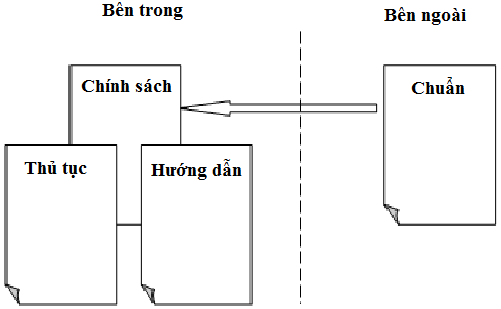 Bên trong
Bên ngoài
Chính sách
Chuẩn
Thủ tục
Hướng dẫn